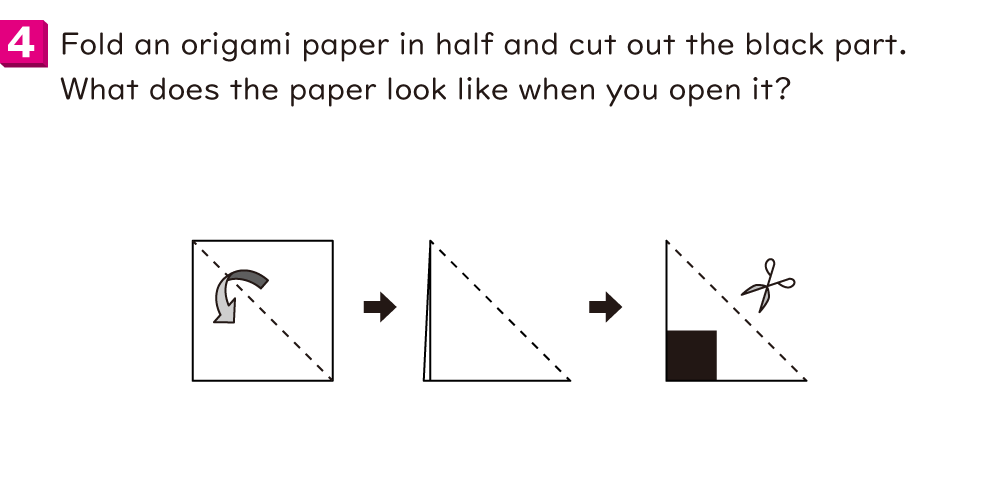 4 Fold an origami paper in half and cut out the black part.
What does the paper look like when you open it?